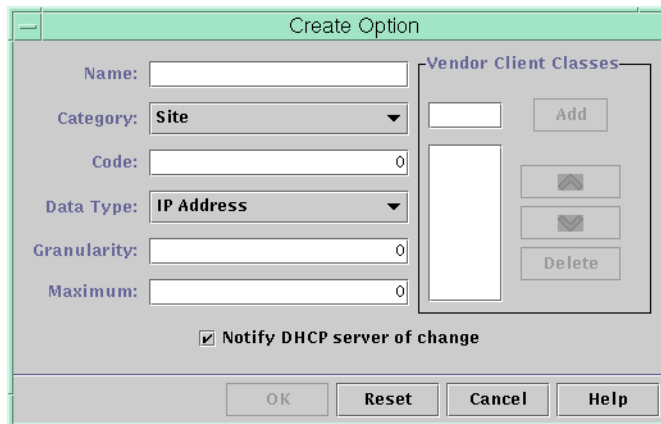 Create Option
Name:
Category: Site
Code: 0
Data Type: IP Address
Granularity: 0
Maximum: 0
Vendor Client Classes
Add
Delete
Notify DHCP server of change
OK Reset Cancel Help